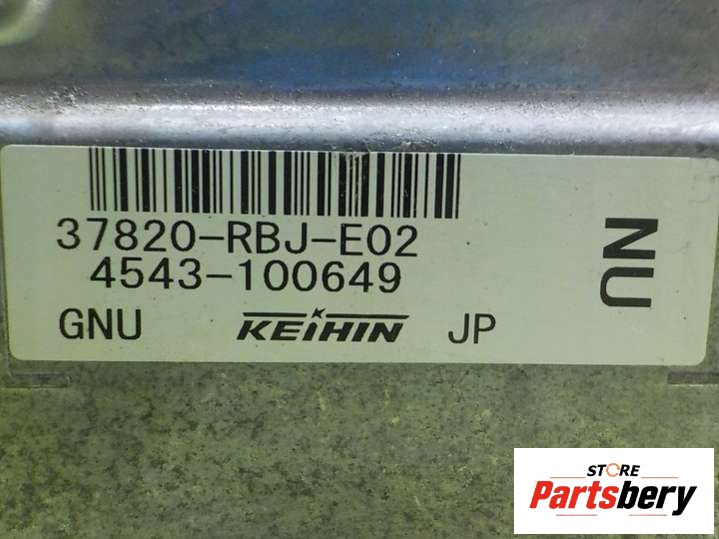 37820-RBJ-E02
4543-100649
GNU KEIHIN JP
NU
STORE
Partsbery